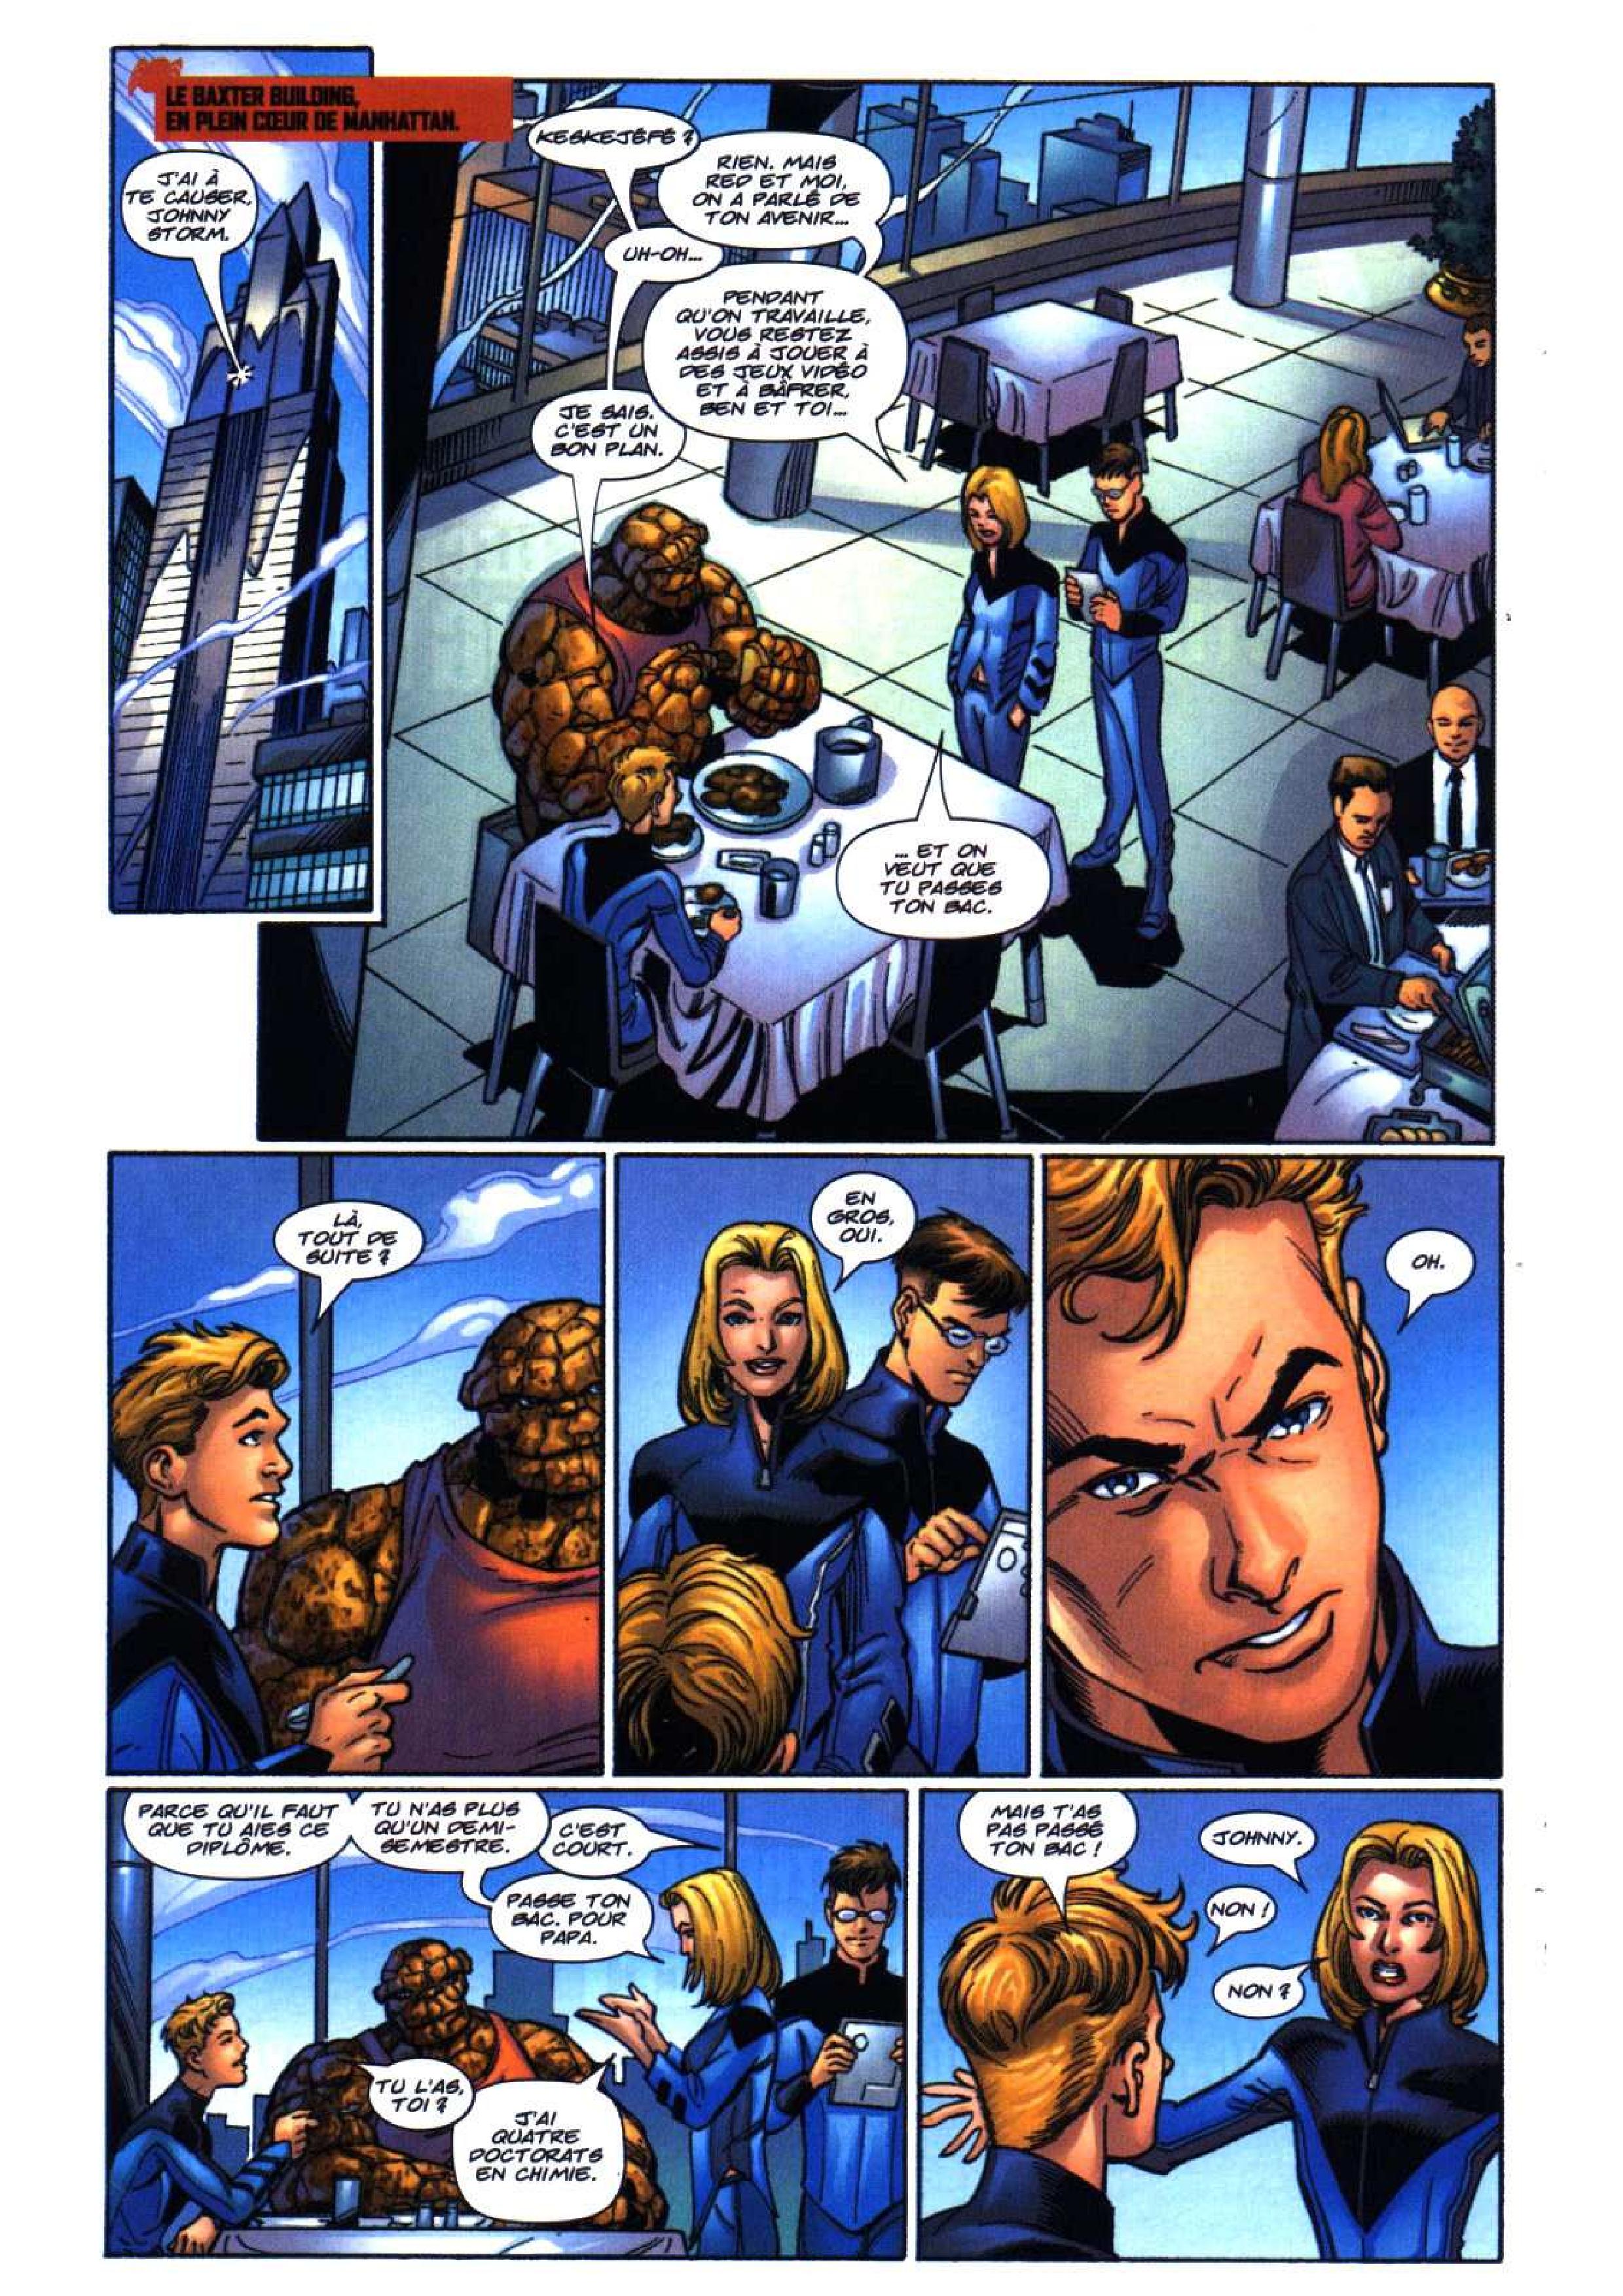 LE BAXTER BUILDING,
EN PLEIN CŒUR DE MANHATTAN.
J'AI À
TE CAUSER,
JOHNNY
STORM.
KESKEJÉFÉ ?
RIEN. MAIS
RED ET MOI,
ON A PARLÉ DE
TON AVENIR...
UH-OH...
PENDANT
QU'ON TRAVAILLE,
VOUS RESTEZ
ASSIS À JOUER À
DES JEUX VIDÉO
ET À BÂFRER,
BEN ET TOI...
JE SAIS.
C'EST UN
BON PLAN.
... ET ON
VEUT QUE
TU PASSES
TON BAC.
LÀ,
TOUT DE
SUITE ?
EN
GROS,
OUI.
OH.
PARCE QU'IL FAUT
QUE TU AIES CE
DIPLÔME.
TU N'AS PLUS
QU'UN DEMI-
SEMESTRE.
C'EST
COURT.
PASSE TON
BAC. POUR
PAPA.
TU L'AS,
TOI ?
J'AI
QUATRE
DOCTORATS
EN CHIMIE.
MAIS T'AS
PAS PASSÉ
TON BAC !
JOHNNY.
NON !
NON ?